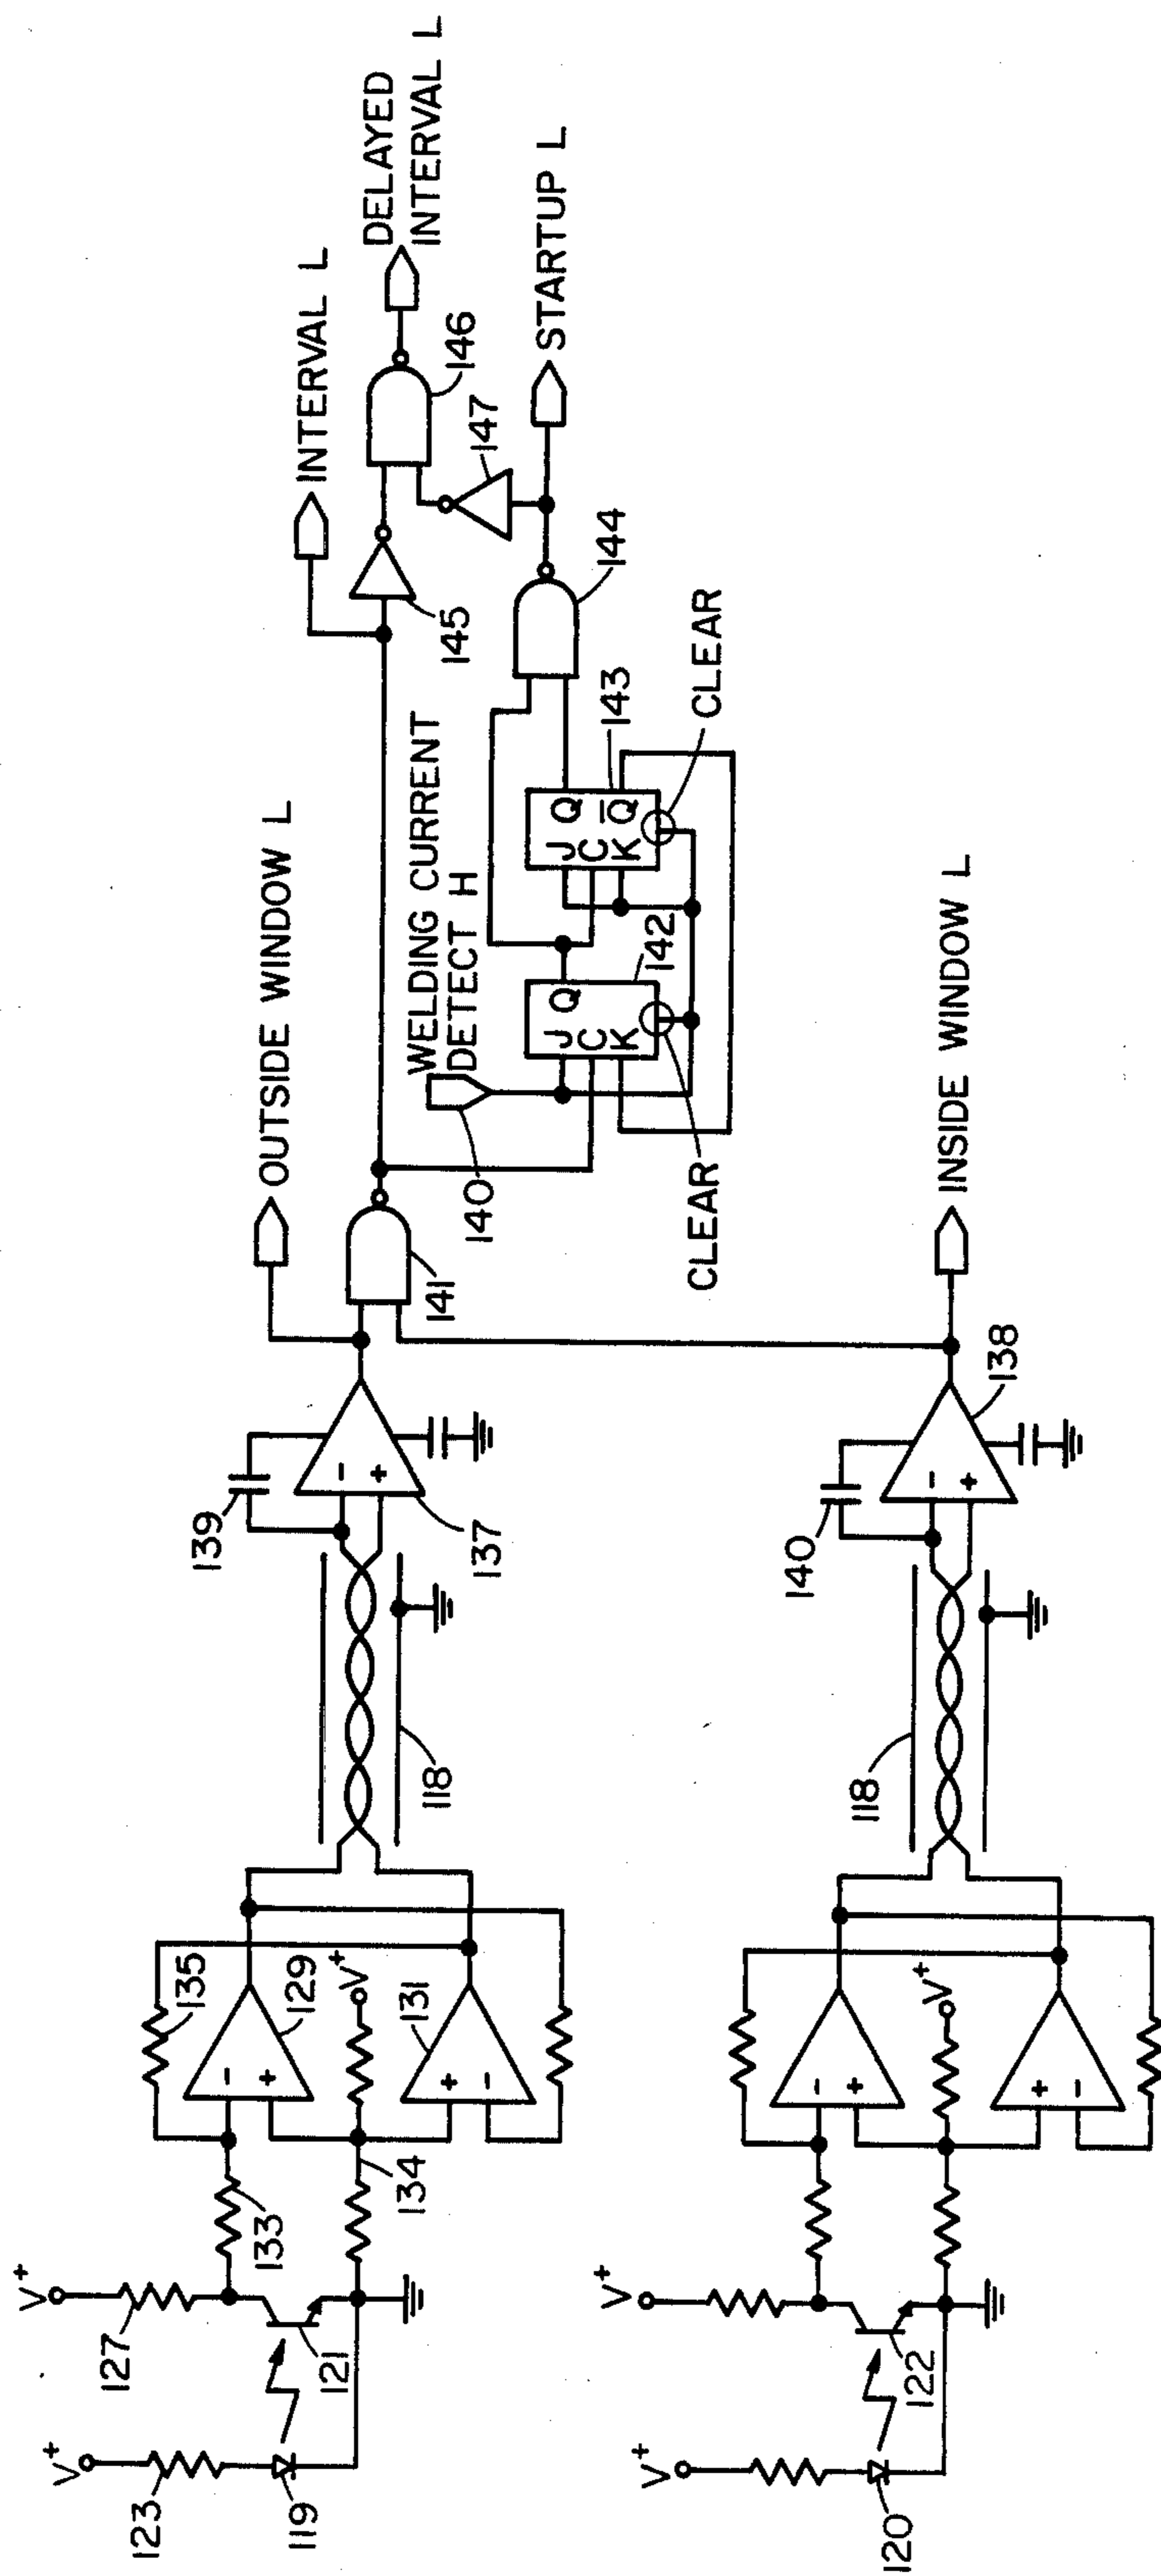 V+
123
119
V+
127
121
133
134
135
129
V+
131
118
139
-
+
137
OUTSIDE WINDOW L
141
INTERVAL L
145
DELAYED
INTERVAL L
146
147
WELDING CURRENT
DETECT H
140
J
C
K
Q
142
CLEAR
J
C
K
Q
Q̅
143
CLEAR
144
STARTUP L
-
+
+
-
V+
120
V+
122
-
+
V+
+
-
118
140
-
+
138
INSIDE WINDOW L